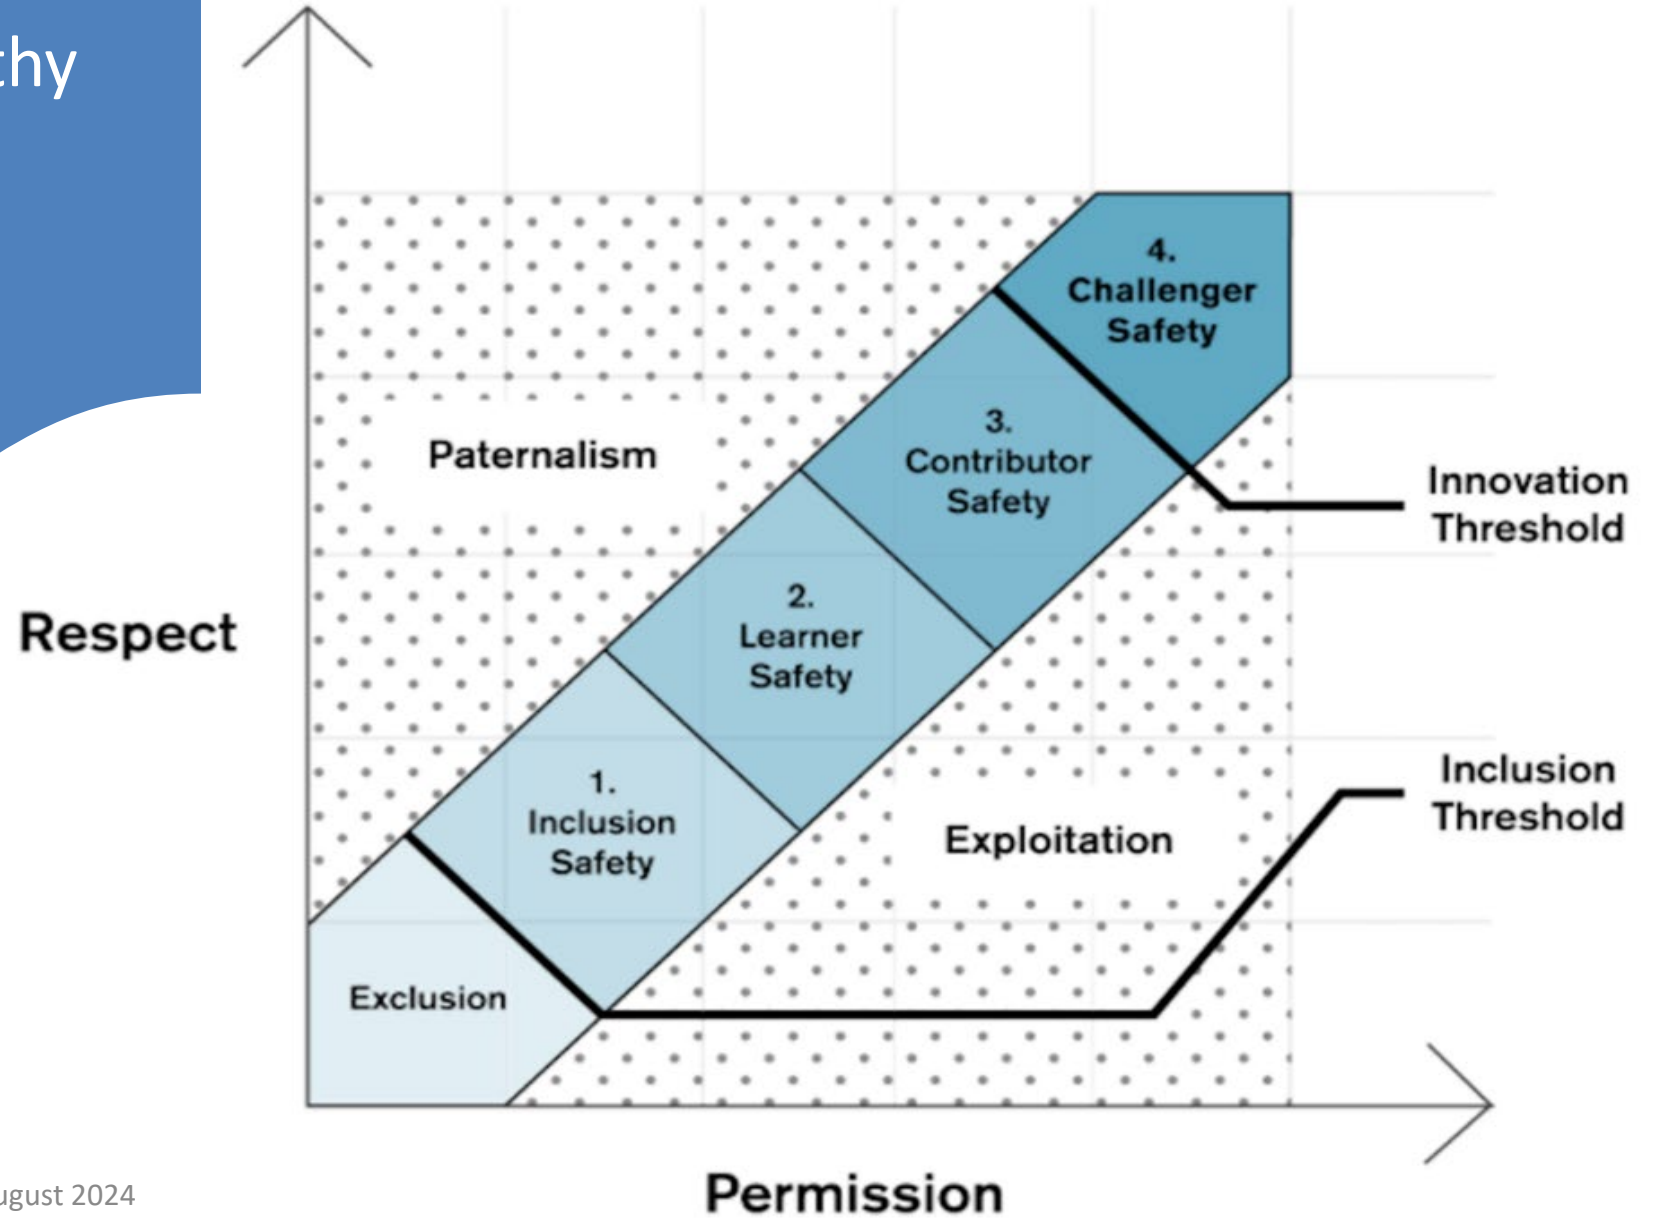 thy
4.
Challenger
Safety
3.
Contributor
Safety
Paternalism
Innovation
Threshold
2.
Learner
Safety
Respect
1.
Inclusion
Safety
Inclusion
Threshold
Exploitation
Exclusion
Permission
ugust 2024